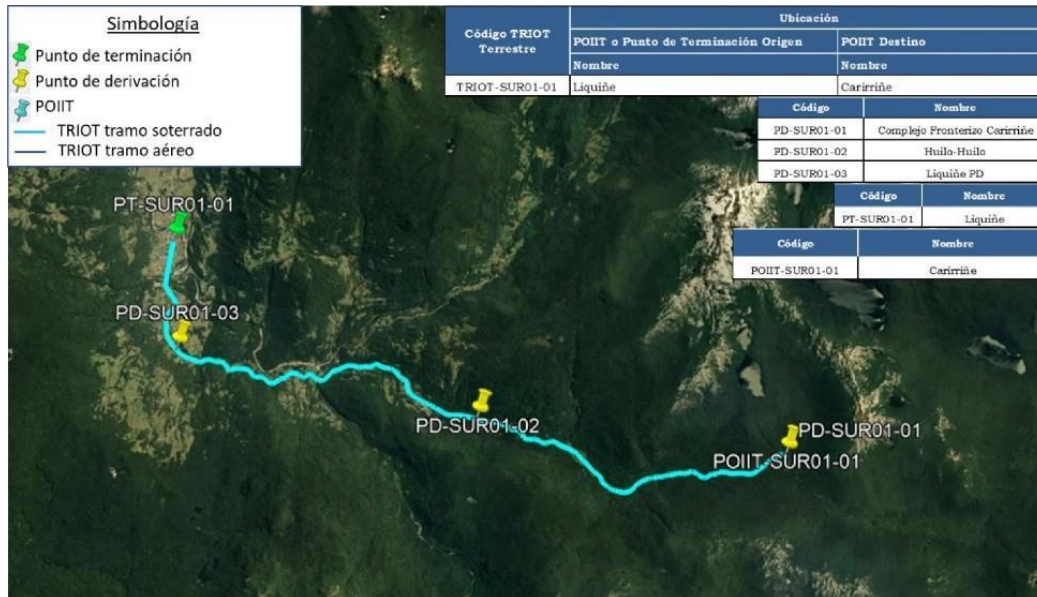 Simbología
Punto de terminación
Punto de derivación
POIIT
TRIOT tramo soterrado
TRIOT tramo aéreo
Código TRIOT Terrestre
Ubicación
POIIT o Punto de Terminación Origen
POIIT Destino
Nombre
Nombre
TRIOT-SUR01-01
Liquiñe
Carirriñe
Código
Nombre
PD-SUR01-01
Complejo Fronterizo Carirriñe
PD-SUR01-02
Huilo-Huilo
PD-SUR01-03
Liquiñe PD
Código
Nombre
PT-SUR01-01
Liquiñe
Código
Nombre
POIIT-SUR01-01
Carirriñe
PT-SUR01-01
PD-SUR01-03
PD-SUR01-02
PD-SUR01-01
POIIT-SUR01-01